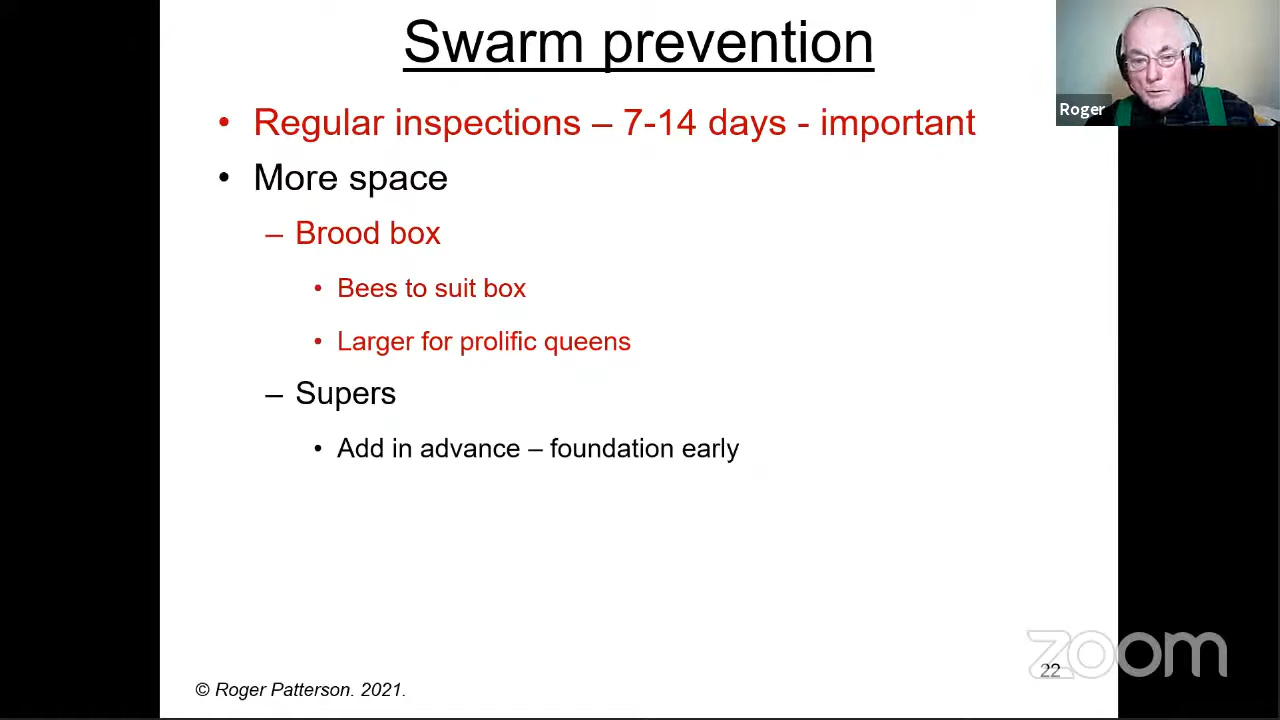 Swarm prevention
Roger
• Regular inspections – 7-14 days - important
• More space
– Brood box
• Bees to suit box
• Larger for prolific queens
– Supers
• Add in advance – foundation early
zoom
22
© Roger Patterson. 2021.